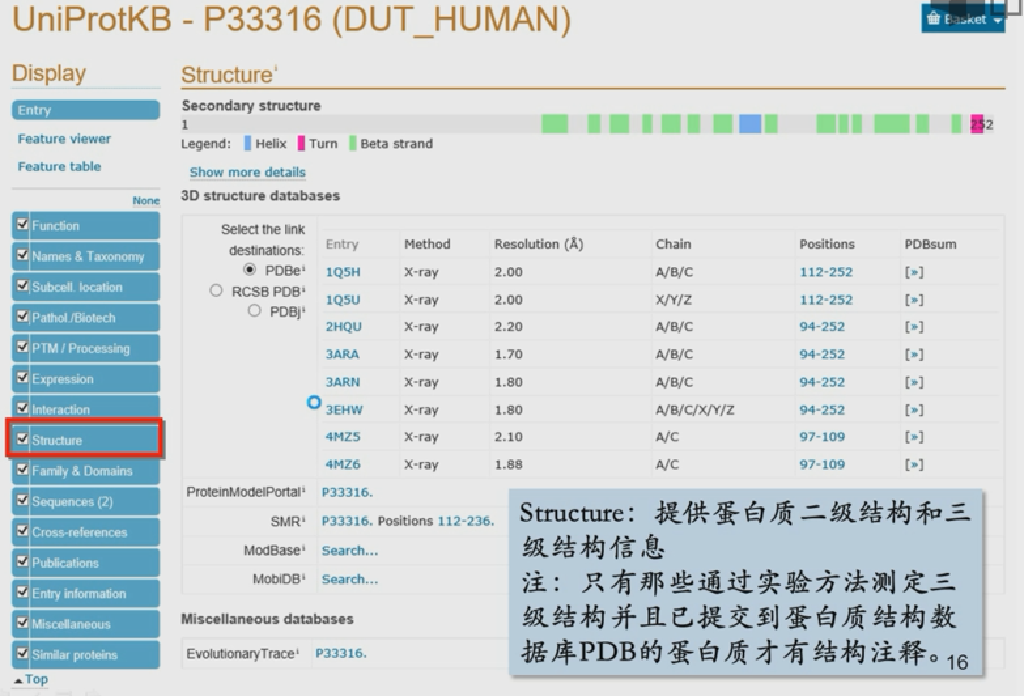 UniProtKB - P33316 (DUT_HUMAN)
Basket
Display
Entry
Feature viewer
Feature table
None
Function
Names & Taxonomy
Subcell. location
Pathol./Biotech
PTM / Processing
Expression
Interaction
Structure
Family & Domains
Sequences (2)
Cross-references
Publications
Entry information
Miscellaneous
Similar proteins
Top
Structure
Secondary structure
1 252
Legend: Helix Turn Beta strand
Show more details
3D structure databases
Select the link destinations:
PDBe
RCSB PDB
PDBj
Entry Method Resolution (Å) Chain Positions PDBsum
1Q5H X-ray 2.00 A/B/C 112-252 [»]
1Q5U X-ray 2.00 X/Y/Z 112-252 [»]
2HQU X-ray 2.20 A/B/C 94-252 [»]
3ARA X-ray 1.70 A/B/C 94-252 [»]
3ARN X-ray 1.80 A/B/C 94-252 [»]
3EHW X-ray 1.80 A/B/C/X/Y/Z 94-252 [»]
4MZ5 X-ray 2.10 A/C 97-109 [»]
4MZ6 X-ray 1.88 A/C 97-109 [»]
ProteinModelPortal P33316.
SMR P33316. Positions 112-236.
ModBase Search...
MobiDB Search...
Miscellaneous databases
EvolutionaryTrace P33316.
Structure：提供蛋白质二级结构和三
级结构信息
注：只有那些通过实验方法测定三
级结构并且已提交到蛋白质结构数
据库PDB的蛋白质才有结构注释。
16